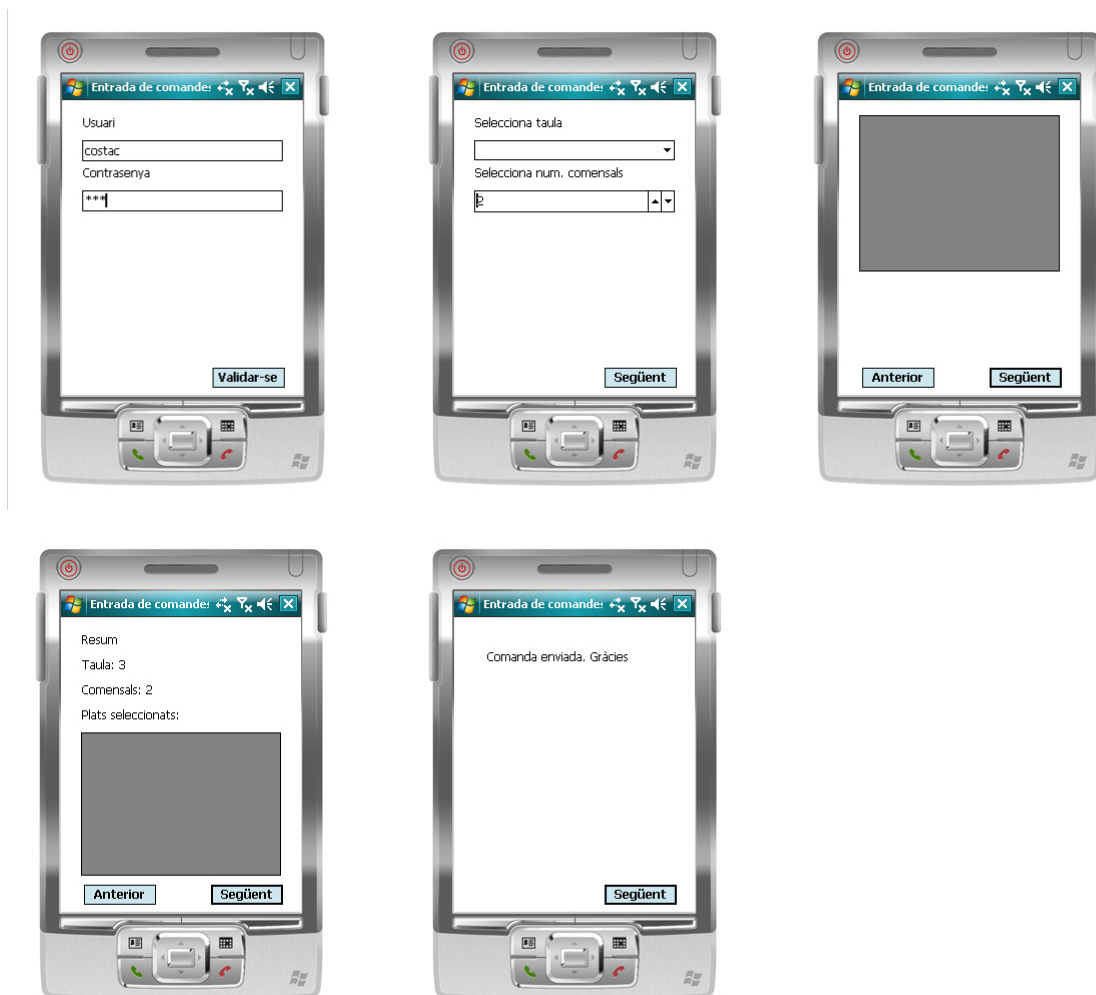 Entrada de comande:
Usuari
costac
Contrasenya
***
Validar-se
Entrada de comande:
Selecciona taula
Selecciona num. comensals
2
Següent
Entrada de comande:
Anterior
Següent
Entrada de comande:
Resum
Taula: 3
Comensals: 2
Plats seleccionats:
Anterior
Següent
Entrada de comande:
Comanda enviada. Gràcies
Següent